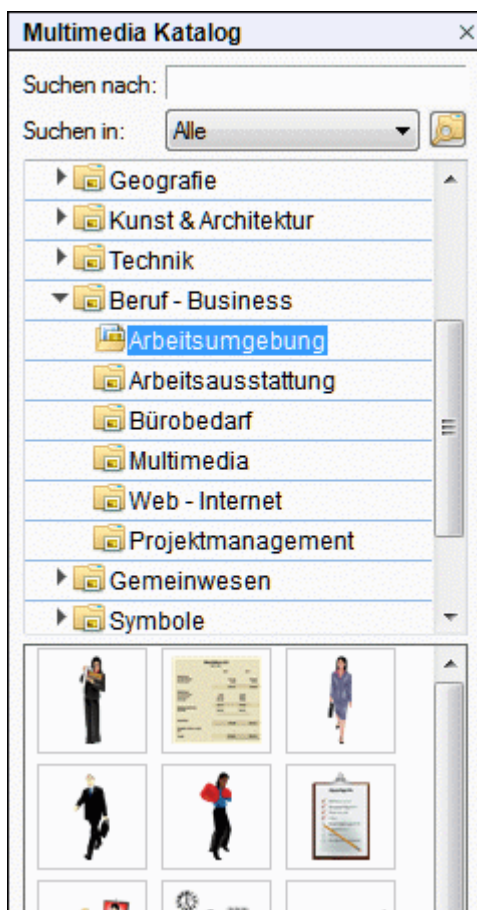 Multimedia Katalog
Suchen nach:
Suchen in: Alle
Geografie
Kunst & Architektur
Technik
Beruf - Business
Arbeitsumgebung
Arbeitsausstattung
Bürobedarf
Multimedia
Web - Internet
Projektmanagement
Gemeinwesen
Symbole